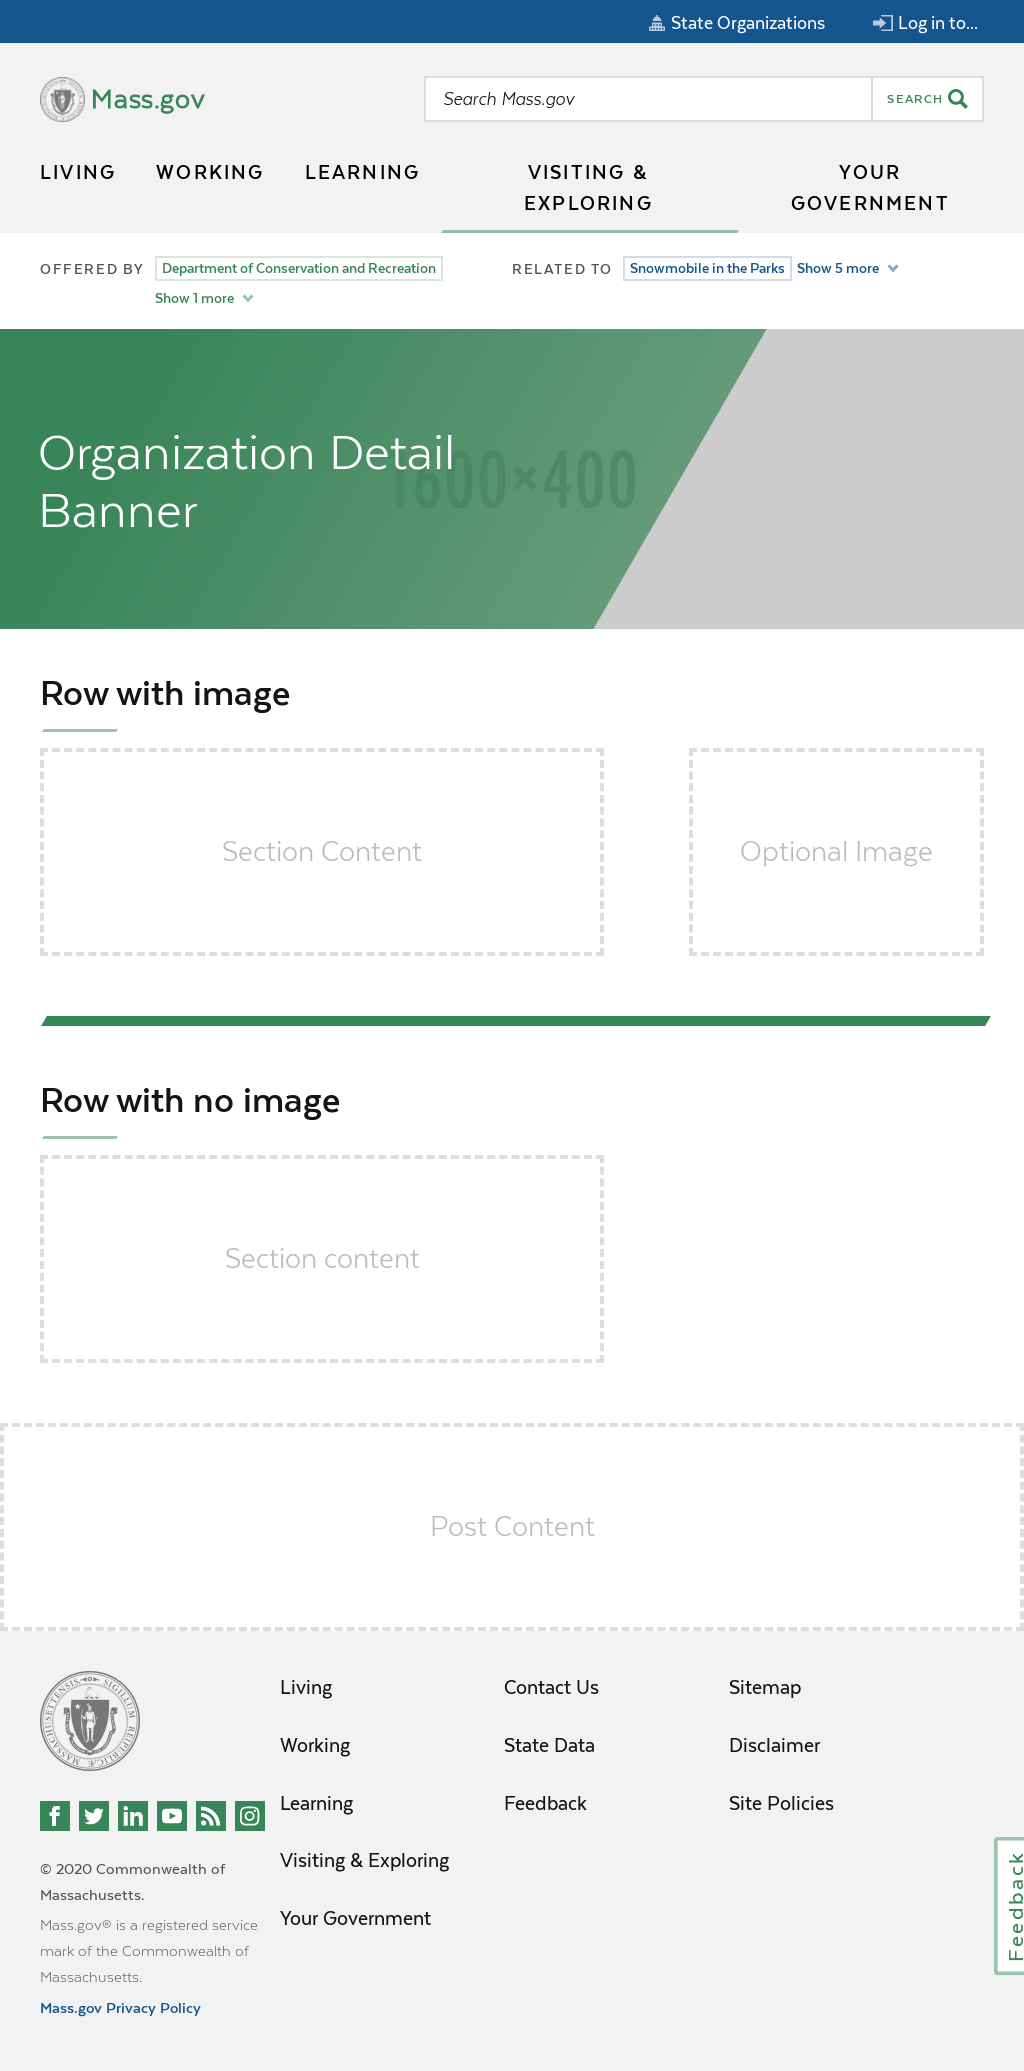 State Organizations
Log in to...
Mass.gov
Search Mass.gov
SEARCH
LIVING
WORKING
LEARNING
VISITING &
EXPLORING
YOUR
GOVERNMENT
OFFERED BY
Department of Conservation and Recreation
Show 1 more
RELATED TO
Snowmobile in the Parks
Show 5 more
Organization Detail
Banner
1600×400
Row with image
Section Content
Optional Image
Row with no image
Section content
Post Content
Living
Working
Learning
Visiting & Exploring
Your Government
Contact Us
State Data
Feedback
Sitemap
Disclaimer
Site Policies
© 2020 Commonwealth of
Massachusetts.
Mass.gov® is a registered service
mark of the Commonwealth of
Massachusetts.
Mass.gov Privacy Policy
Feedback